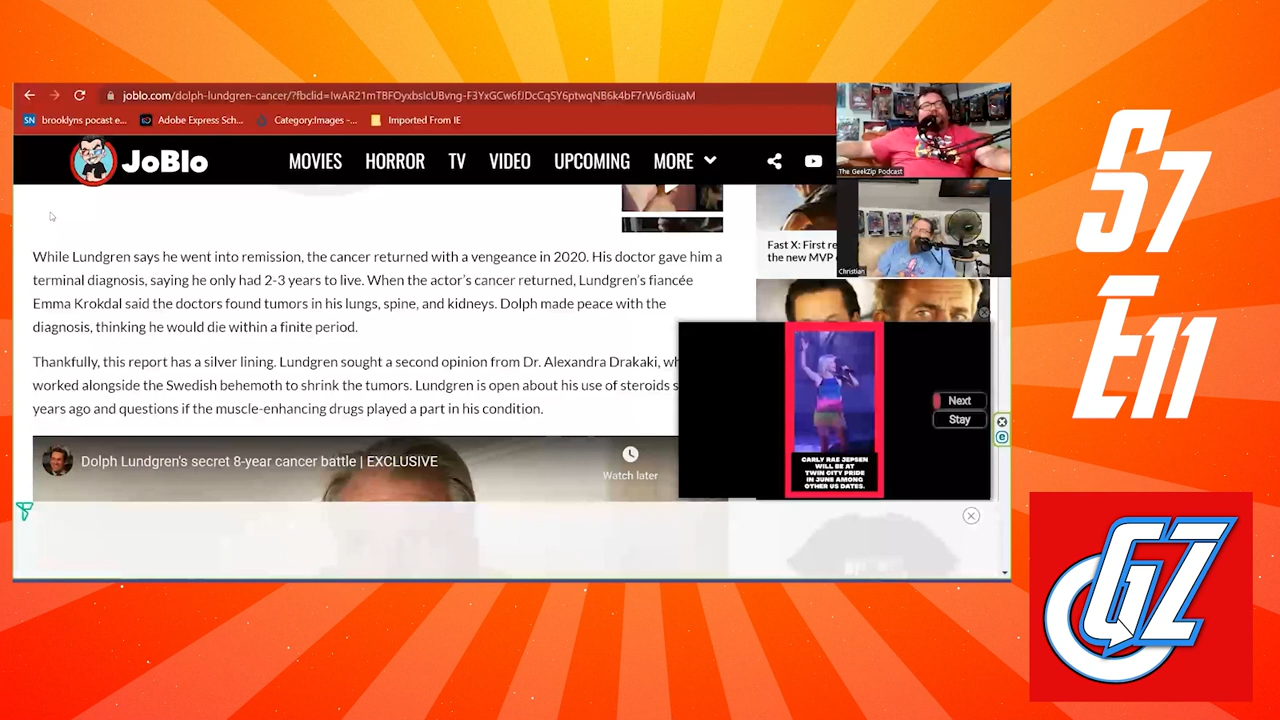 joblo.com/dolph-lundgren-cancer/?fbclid=IwAR21mTBFOyxbslcUBvng-F3YxGCw6fJDcCqSY6ptwqNB6k4bF7rW6r8iuaM
SN brooklyns pocast e... Adobe Express Sch... Category:Images -... Imported From IE
JoBlo MOVIES HORROR TV VIDEO UPCOMING MORE
The GeekZip Podcast
Christian
Fast X: First re
the new MVP
While Lundgren says he went into remission, the cancer returned with a vengeance in 2020. His doctor gave him a
terminal diagnosis, saying he only had 2-3 years to live. When the actor's cancer returned, Lundgren's fiancée
Emma Krokdal said the doctors found tumors in his lungs, spine, and kidneys. Dolph made peace with the
diagnosis, thinking he would die within a finite period.
Thankfully, this report has a silver lining. Lundgren sought a second opinion from Dr. Alexandra Drakaki, wh
worked alongside the Swedish behemoth to shrink the tumors. Lundgren is open about his use of steroids s
years ago and questions if the muscle-enhancing drugs played a part in his condition.
Dolph Lundgren's secret 8-year cancer battle | EXCLUSIVE
Watch later
CARLY RAE JEPSEN
WILL BE AT
TWIN CITY PRIDE
IN JUNE AMONG
OTHER US DATES.
Next
Stay
S7
E11
GZ